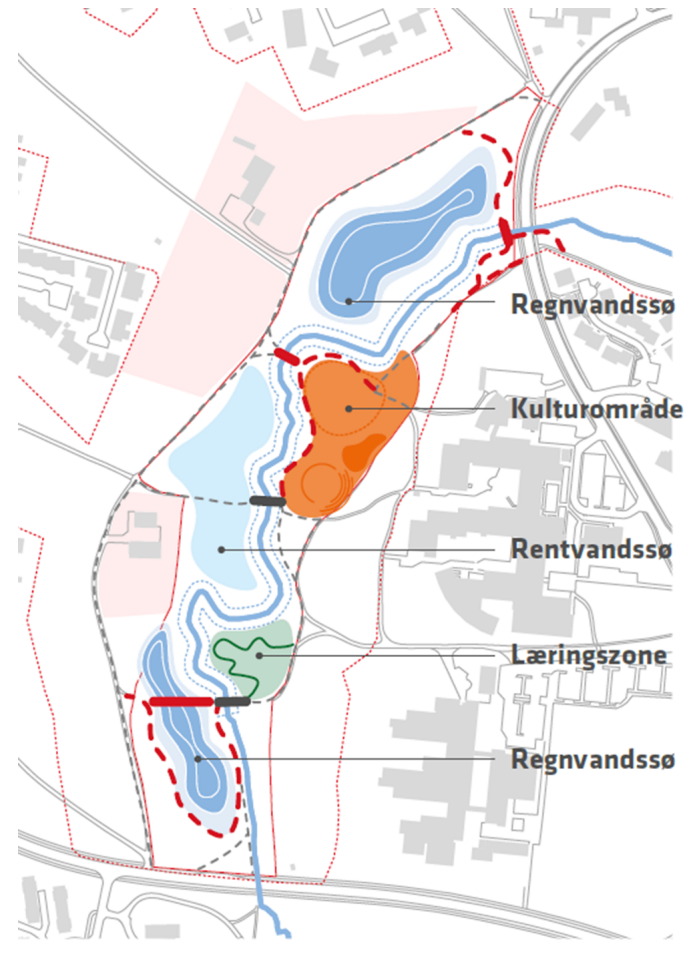 Regnvandssø
Kulturområde
Rentvandssø
Læringszone
Regnvandssø